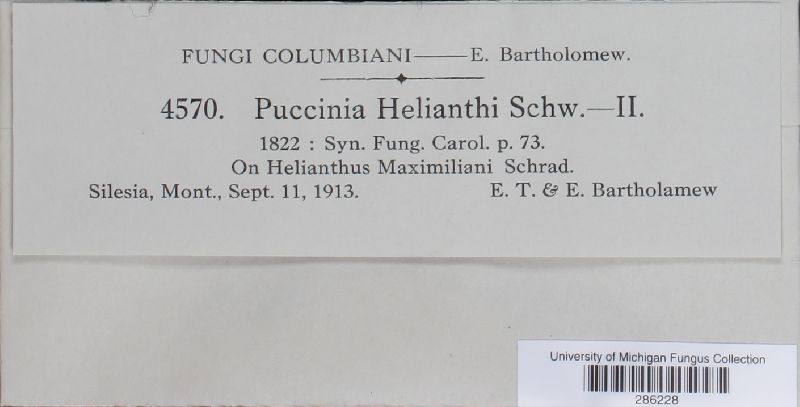 FUNGI COLUMBIANI——E. Bartholomew.
4570. Puccinia Helianthi Schw.—II.
1822 : Syn. Fung. Carol. p. 73.
On Helianthus Maximiliani Schrad.
Silesia, Mont., Sept. 11, 1913. E. T. & E. Bartholamew
University of Michigan Fungus Collection
286228